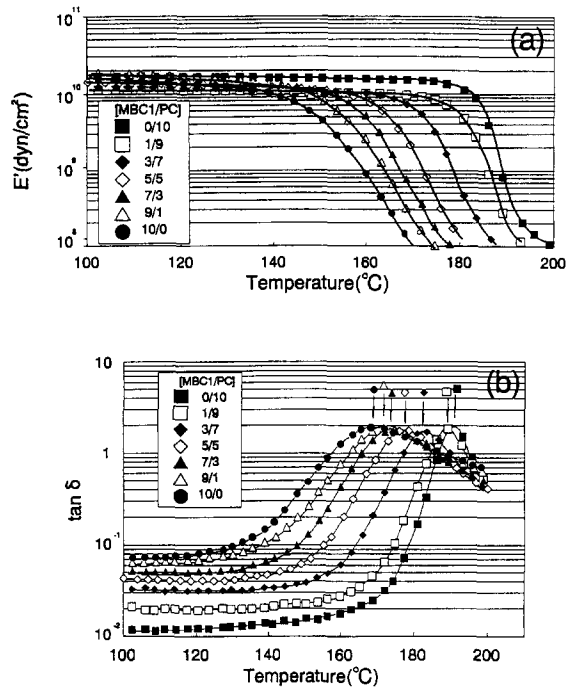 (a)
10¹¹
10¹⁰
10⁹
10⁸
E'(dyn/cm²)
[MBC1/PC]
0/10
1/9
3/7
5/5
7/3
9/1
10/0
100 120 140 160 180 200
Temperature(°C)
(b)
10
1
10⁻¹
10⁻²
tan δ
[MBC1/PC]
0/10
1/9
3/7
5/5
7/3
9/1
10/0
100 120 140 160 180 200
Temperature(°C)